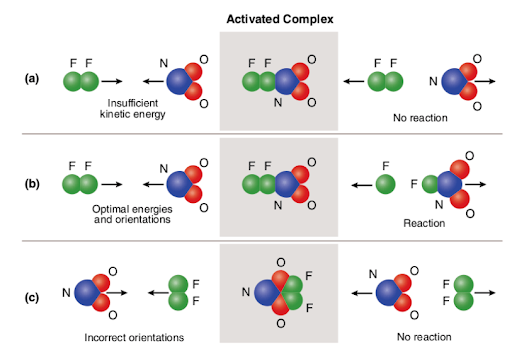 Activated Complex
(a)
F F
N
O
O
Insufficient
kinetic energy
F F
O
N
O
F F
N
O
O
No reaction
(b)
F F
N
O
O
Optimal energies
and orientations
F F
O
N
O
F
F
O
N
O
Reaction
(c)
N
O
O
F
F
Incorrect orientations
N
O
F
F
O
N
O
O
F
F
No reaction